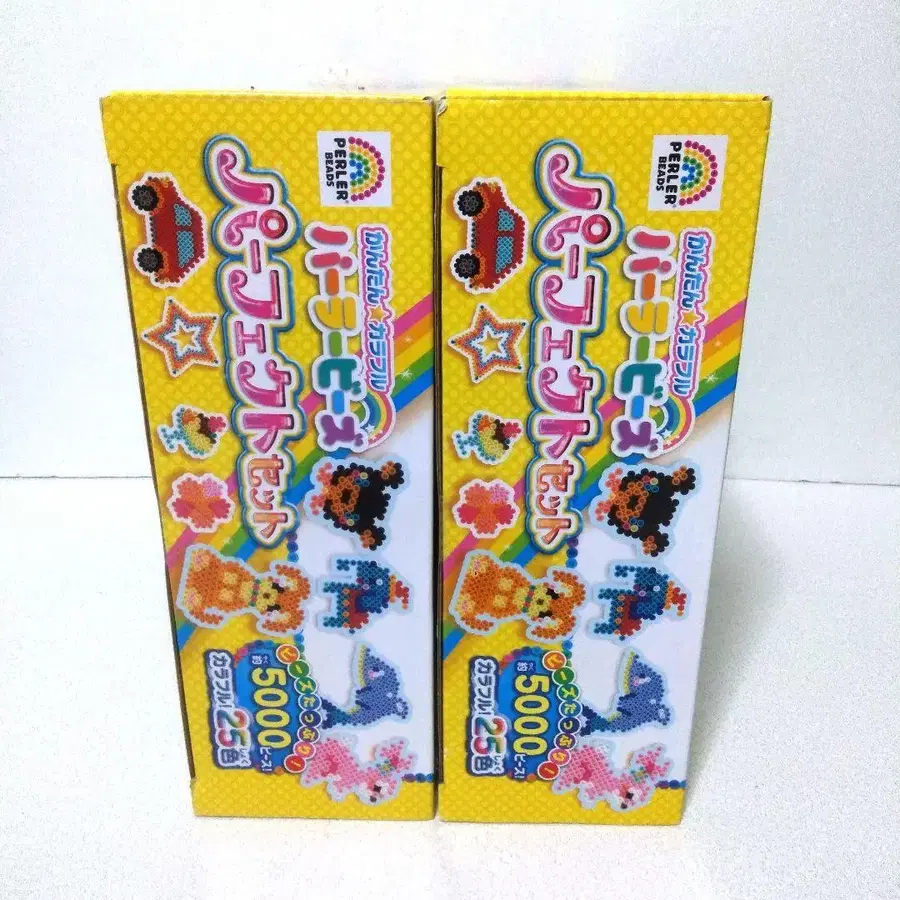 PERLER®
BEADS
かんたん★カラフル
パーラービーズ
パーフェクトセット
ビーズたっぷりー
約5000ピース!
カラフル!25色
PERLER®
BEADS
かんたん★カラフル
パーラービーズ
パーフェクトセット
ビーズたっぷりー
約5000ピース!
カラフル!25色